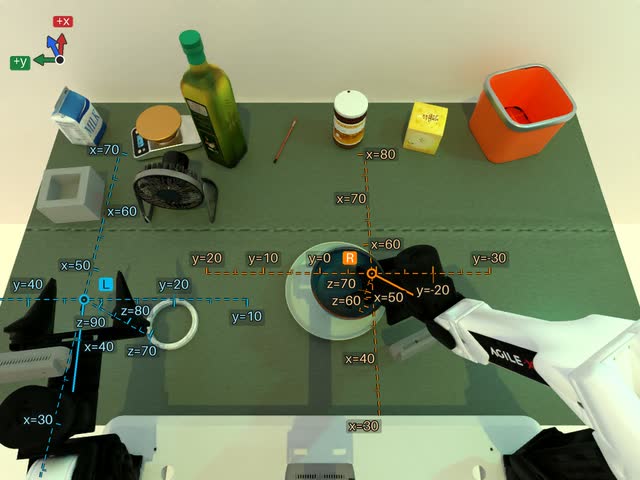 +x
+y
MILK
x=70
x=80
x=60
x=70
x=60
x=50
y=20
y=10
y=0
R
y=-30
L
y=40
y=20
z=70
y=-20
z=90
z=80
z=60
x=50
y=10
x=40
z=70
x=40
AGILE X
x=30
x=30